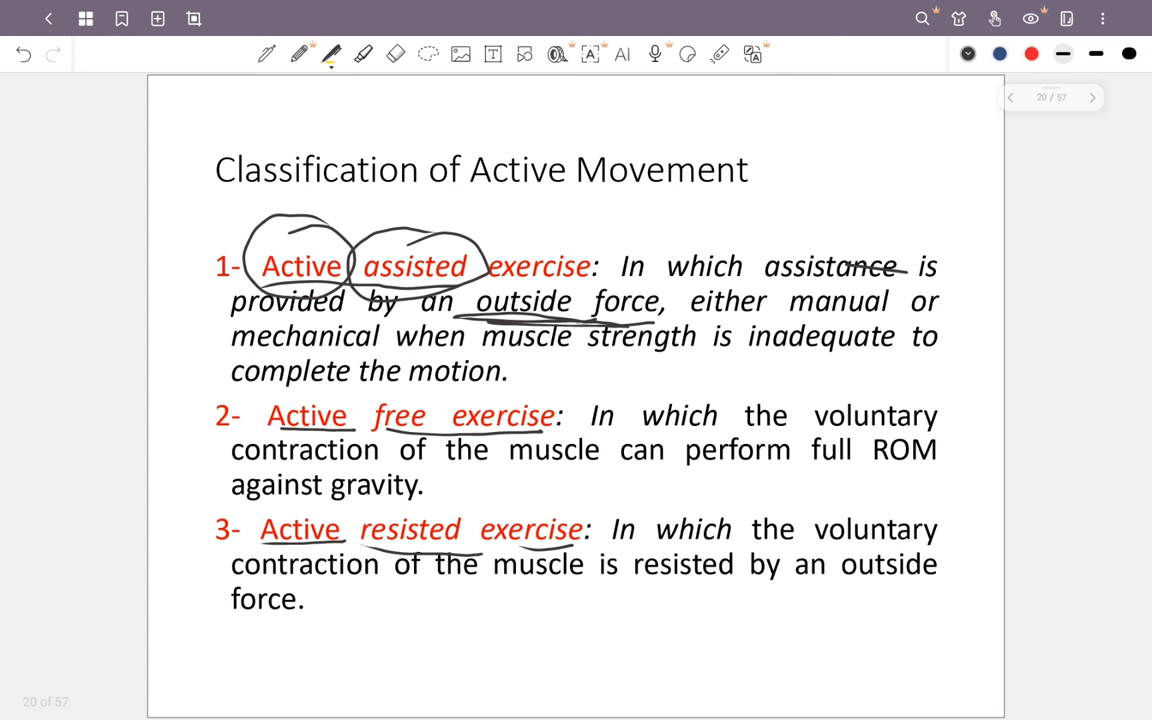 AI
20 / 57
Classification of Active Movement
1- Active assisted exercise: In which assistance is
provided by an outside force, either manual or
mechanical when muscle strength is inadequate to
complete the motion.
2- Active free exercise: In which the voluntary
contraction of the muscle can perform full ROM
against gravity.
3- Active resisted exercise: In which the voluntary
contraction of the muscle is resisted by an outside
force.
20 of 57